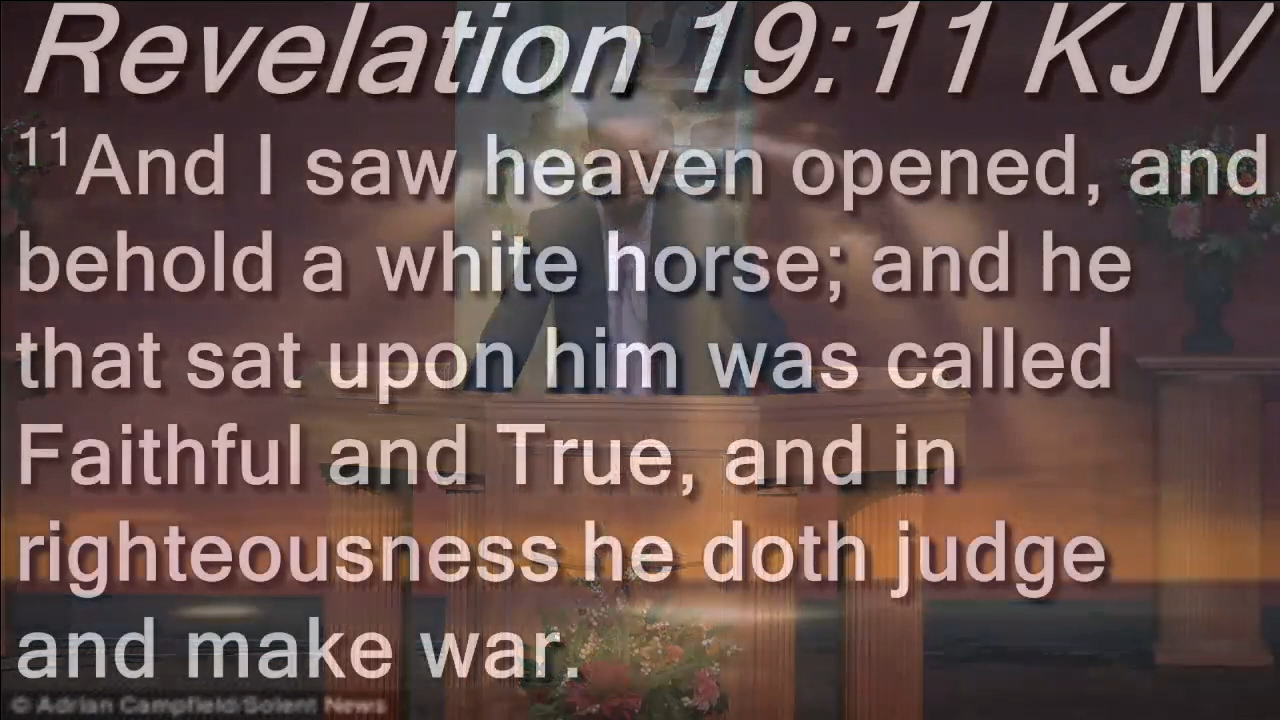 Revelation 19:11 KJV
11And I saw heaven opened, and
behold a white horse; and he
that sat upon him was called
Faithful and True, and in
righteousness he doth judge
and make war.
© Adrian Campfield/Solent News